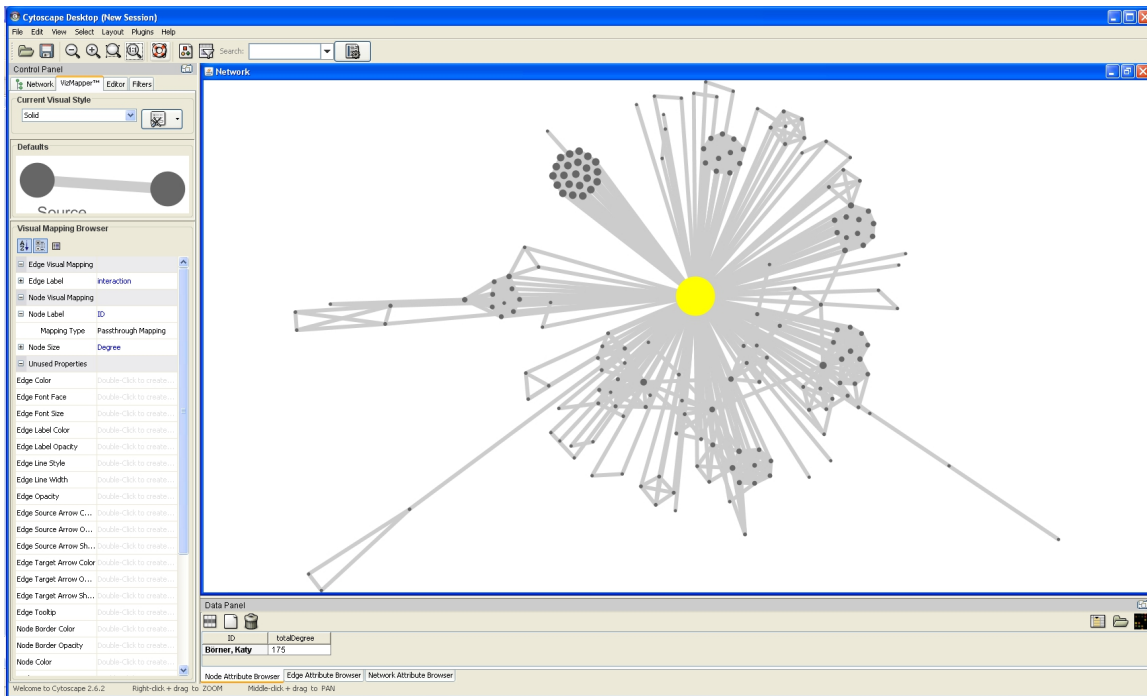 Cytoscape Desktop (New Session)
File Edit View Select Layout Plugins Help
Search:
Control Panel
Network VizMapper™ Editor Filters
Current Visual Style
Solid
Defaults
Source
Visual Mapping Browser
Edge Visual Mapping
Edge Label interaction
Node Visual Mapping
Node Label ID
Mapping Type Passthrough Mapping
Node Size Degree
Unused Properties
Edge Color Double-Click to create...
Edge Font Face Double-Click to create...
Edge Font Size Double-Click to create...
Edge Label Color Double-Click to create...
Edge Label Opacity Double-Click to create...
Edge Line Style Double-Click to create...
Edge Line Width Double-Click to create...
Edge Opacity Double-Click to create...
Edge Source Arrow C... Double-Click to create...
Edge Source Arrow O... Double-Click to create...
Edge Source Arrow Sh... Double-Click to create...
Edge Target Arrow Color Double-Click to create...
Edge Target Arrow O... Double-Click to create...
Edge Target Arrow Sh... Double-Click to create...
Edge Tooltip Double-Click to create...
Node Border Color Double-Click to create...
Node Border Opacity Double-Click to create...
Node Color Double-Click to create...
Network
Data Panel
ID totalDegree
Börner, Katy 175
Node Attribute Browser Edge Attribute Browser Network Attribute Browser
Welcome to Cytoscape 2.6.2 Right-click + drag to ZOOM Middle-click + drag to PAN